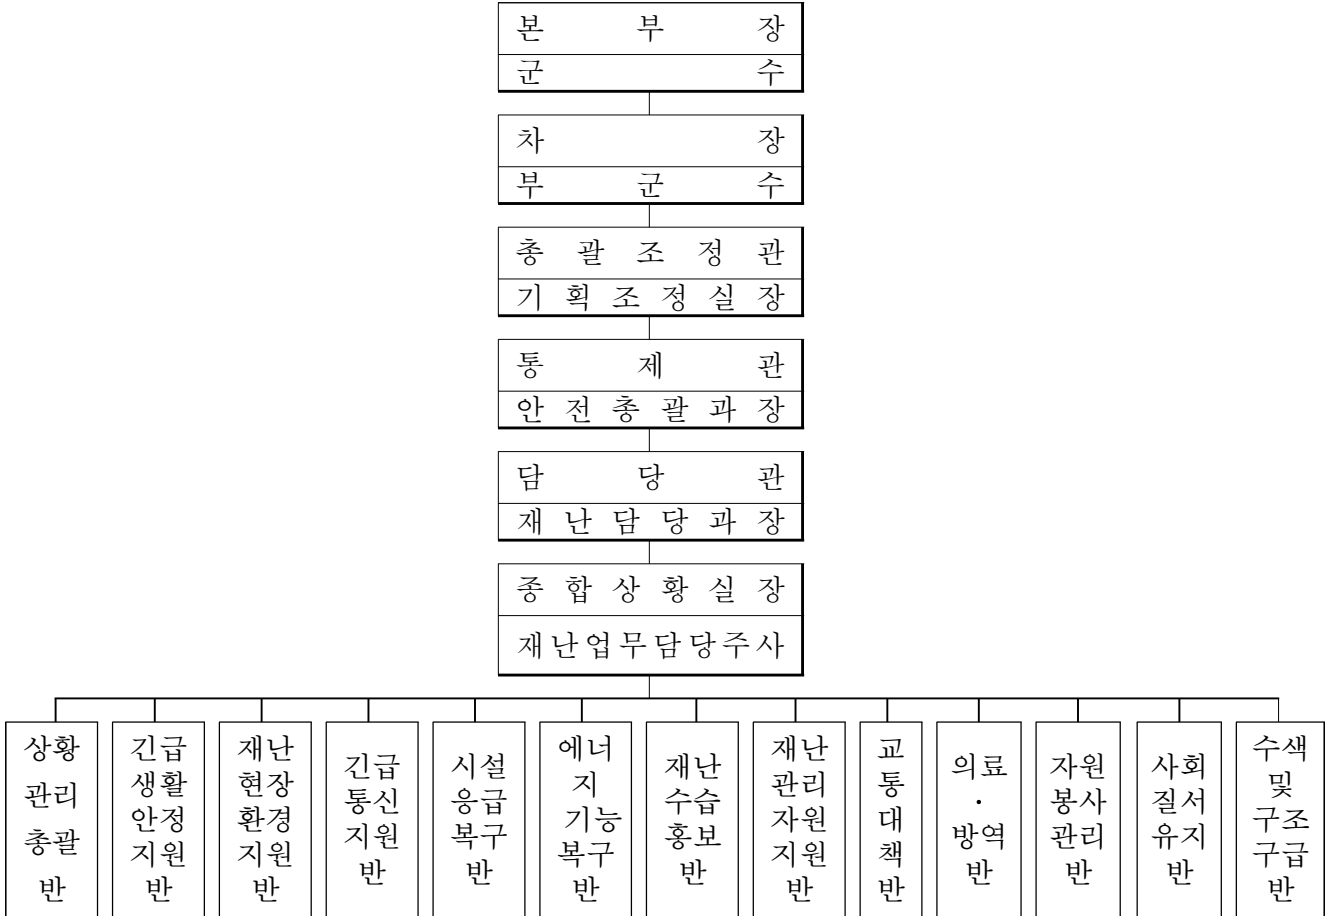 본 부 장
군 수
차 장
부 군 수
총 괄 조 정 관
기 획 조 정 실 장
통 제 관
안 전 총 괄 과 장
담 당 관
재 난 담 당 과 장
종 합 상 황 실 장
재난업무담당주사
상황
관리
총괄
반
긴급
생활
안정
지원
반
재난
현장
환경
지원
반
긴급
통신
지원
반
시설
응급
복구
반
에너
지
기능
복구
반
재난
수습
홍보
반
재난
관리
자원
지원
반
교
통
대
책
반
의료
·
방역
반
자원
봉사
관리
반
사회
질서
유지
반
수색
및
구조
구급
반